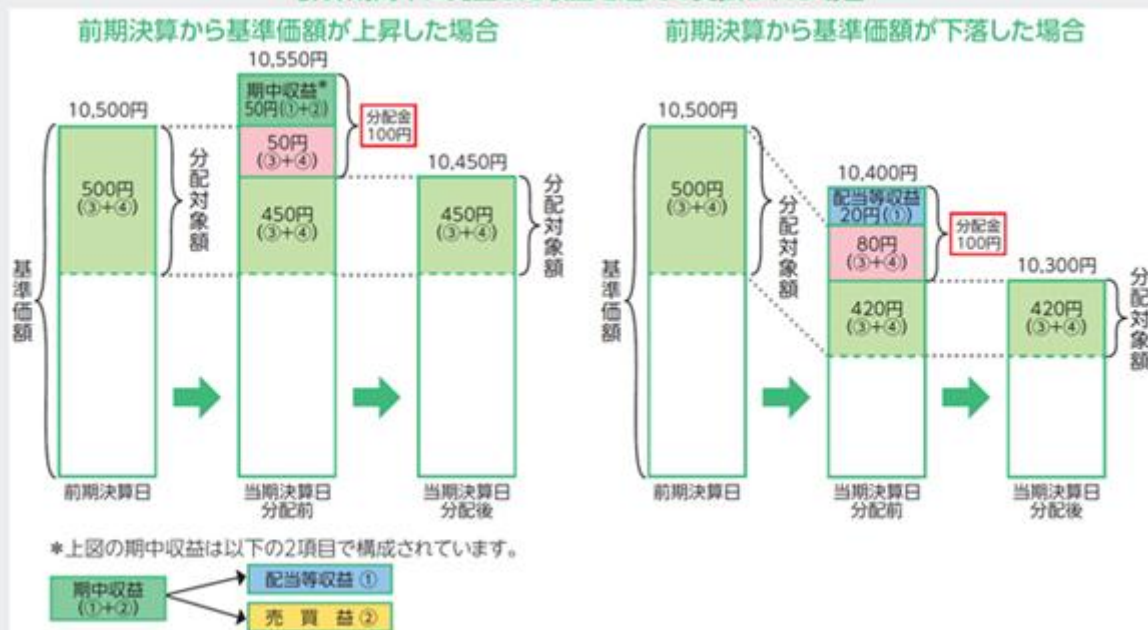 前期決算から基準価額が上昇した場合
10,500円
10,550円
期中収益*
50円(①+②)
分配金
100円
50円
(③+④)
500円
(③+④)
450円
(③+④)
10,450円
450円
(③+④)
分配対象額
分配対象額
基準価額
前期決算日
当期決算日
分配前
当期決算日
分配後
前期決算から基準価額が下落した場合
10,500円
10,400円
配当等収益
20円(①)
分配金
100円
80円
(③+④)
500円
(③+④)
420円
(③+④)
10,300円
420円
(③+④)
分配対象額
分配対象額
基準価額
前期決算日
当期決算日
分配前
当期決算日
分配後
*上図の期中収益は以下の2項目で構成されています。
期中収益
(①+②)
配当等収益 ①
売 買 益 ②